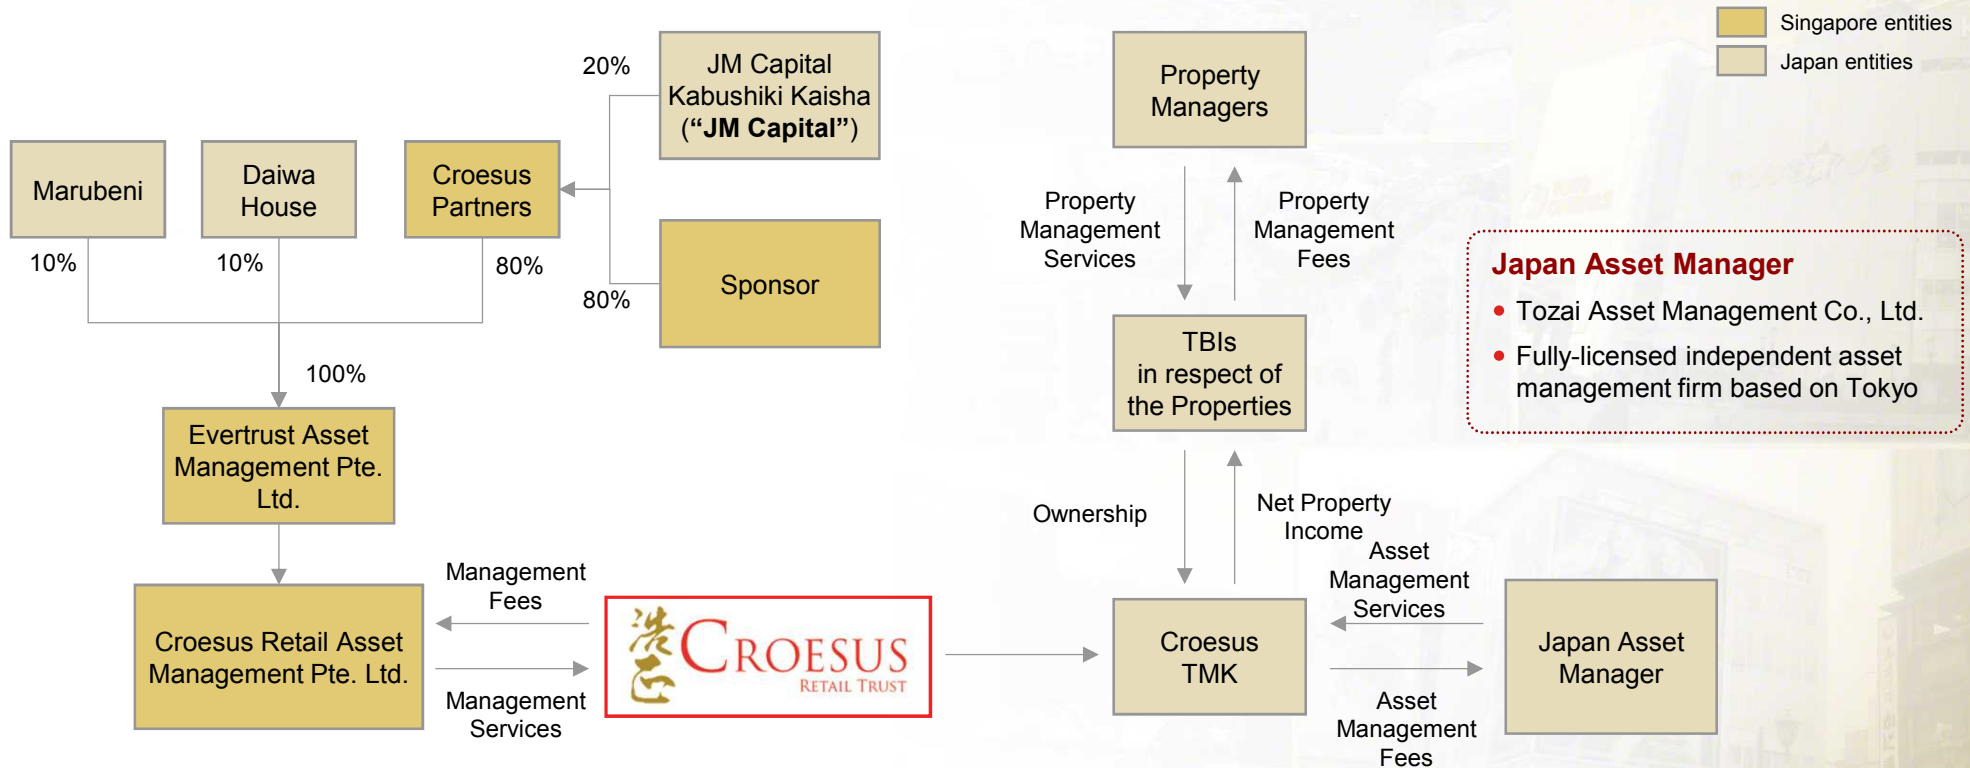 Singapore entities
Japan entities
20%
JM Capital
Kabushiki Kaisha
(“JM Capital”)
Property
Managers
Marubeni
Daiwa
House
Croesus
Partners
10%
10%
80%
80%
Sponsor
100%
Property
Management
Services
Property
Management
Fees
Japan Asset Manager
• Tozai Asset Management Co., Ltd.
• Fully-licensed independent asset
management firm based on Tokyo
TBIs
in respect of
the Properties
Evertrust Asset
Management Pte.
Ltd.
Ownership
Net Property
Income
Management
Fees
Asset
Management
Services
Croesus Retail Asset
Management Pte. Ltd.
浩正
CROESUS
RETAIL TRUST
Croesus
TMK
Japan Asset
Manager
Management
Services
Asset
Management
Fees